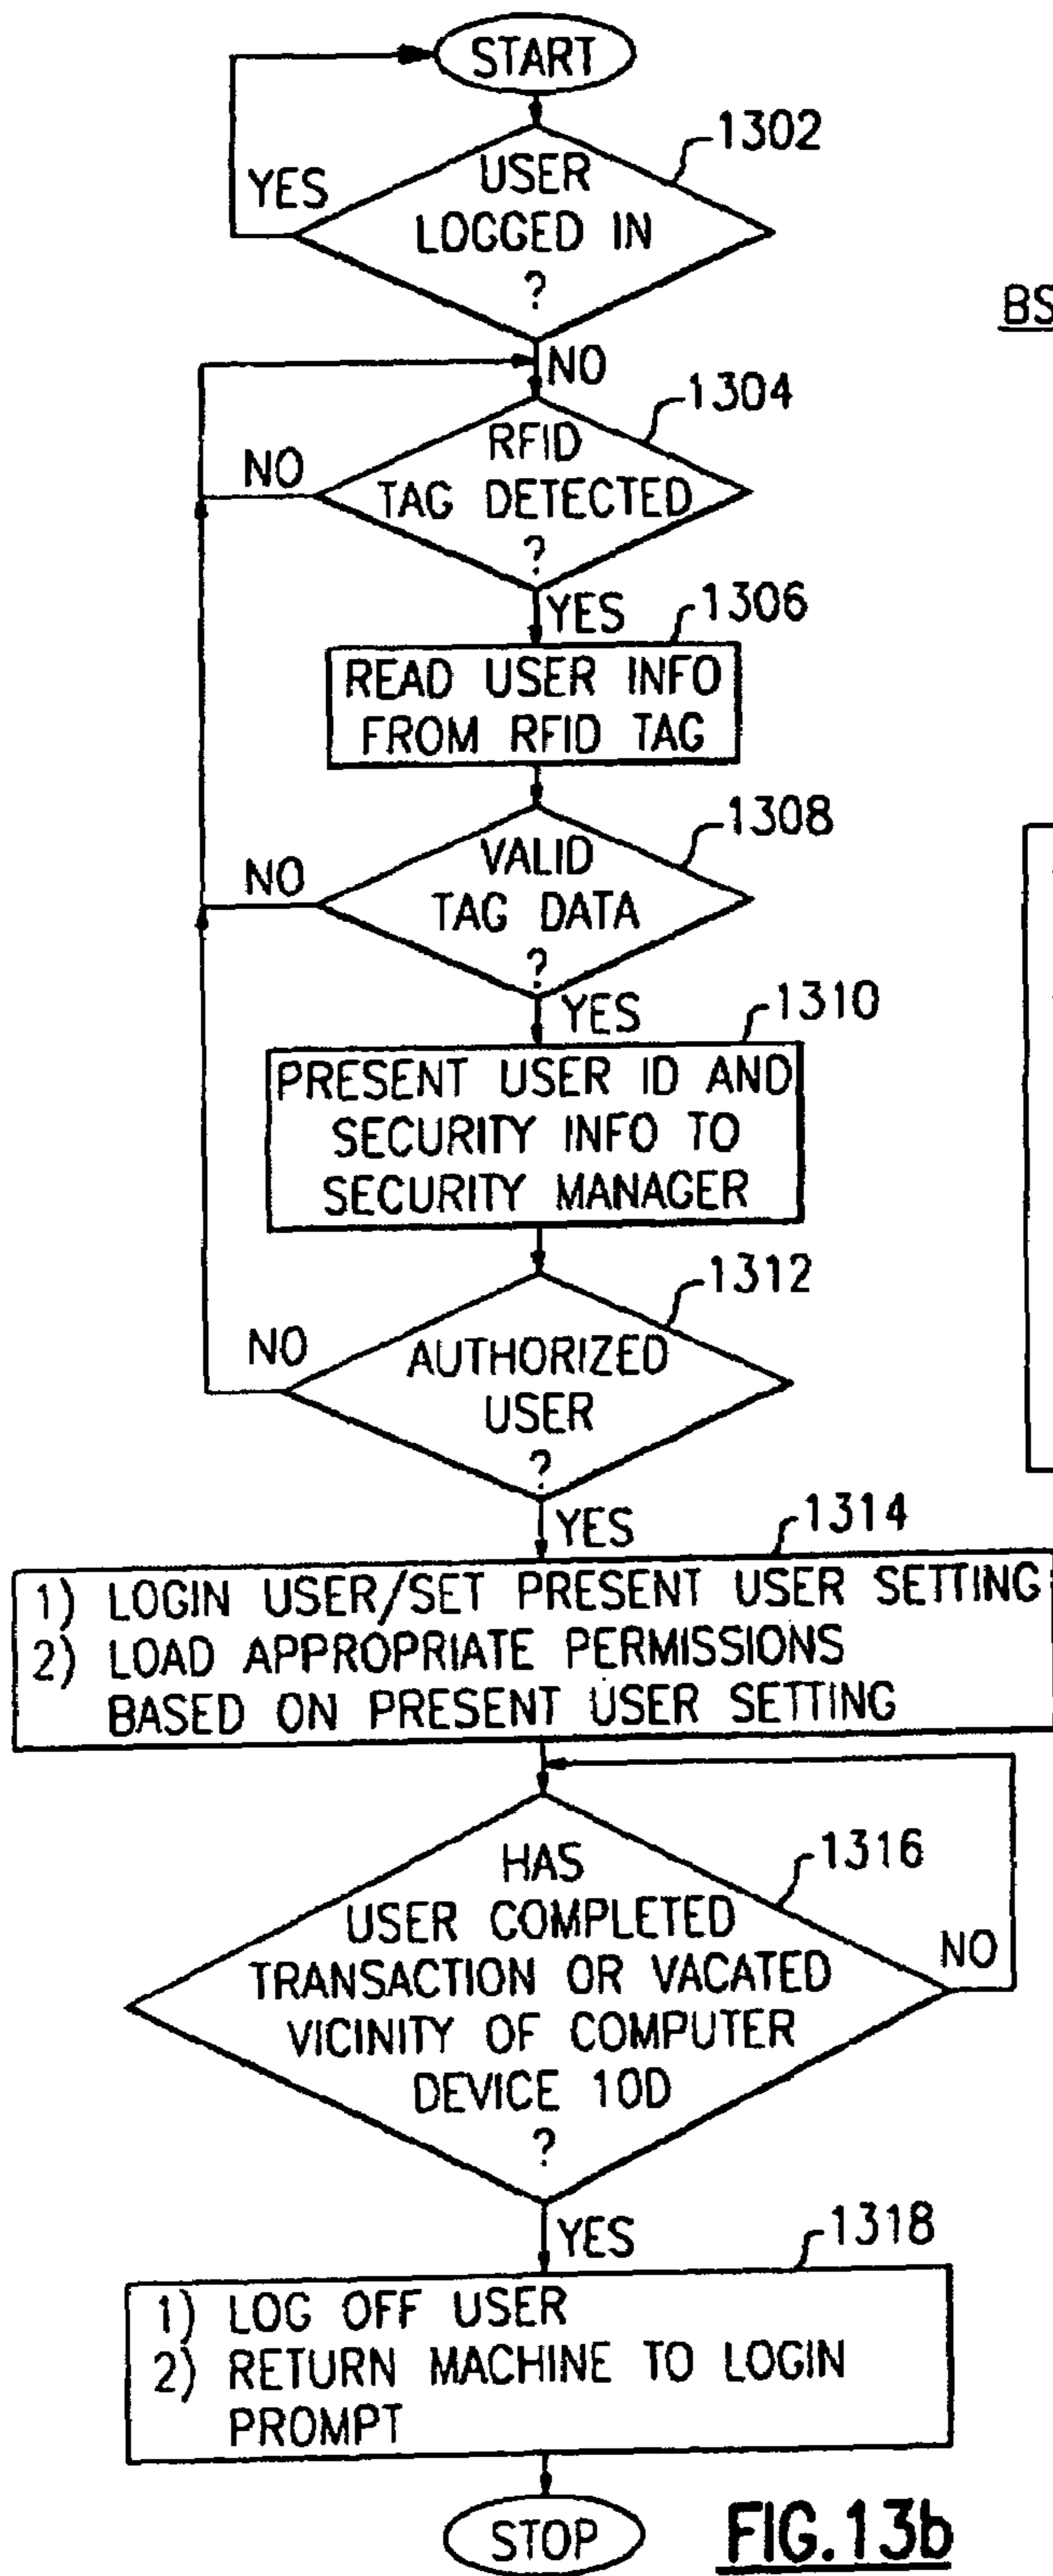 START
1302
YES
USER
LOGGED IN
?
BS
NO
1304
RFID
NO
TAG DETECTED
?
YES
1306
READ USER INFO
FROM RFID TAG
1308
VALID
NO
TAG DATA
?
YES
1310
PRESENT USER ID AND
SECURITY INFO TO
SECURITY MANAGER
1312
NO
AUTHORIZED
USER
?
YES
1314
1) LOGIN USER/SET PRESENT USER SETTING
2) LOAD APPROPRIATE PERMISSIONS
BASED ON PRESENT USER SETTING
HAS
1316
USER COMPLETED
NO
TRANSACTION OR VACATED
VICINITY OF COMPUTER
DEVICE 10D
?
YES
1318
1) LOG OFF USER
2) RETURN MACHINE TO LOGIN
PROMPT
STOP
FIG.13b